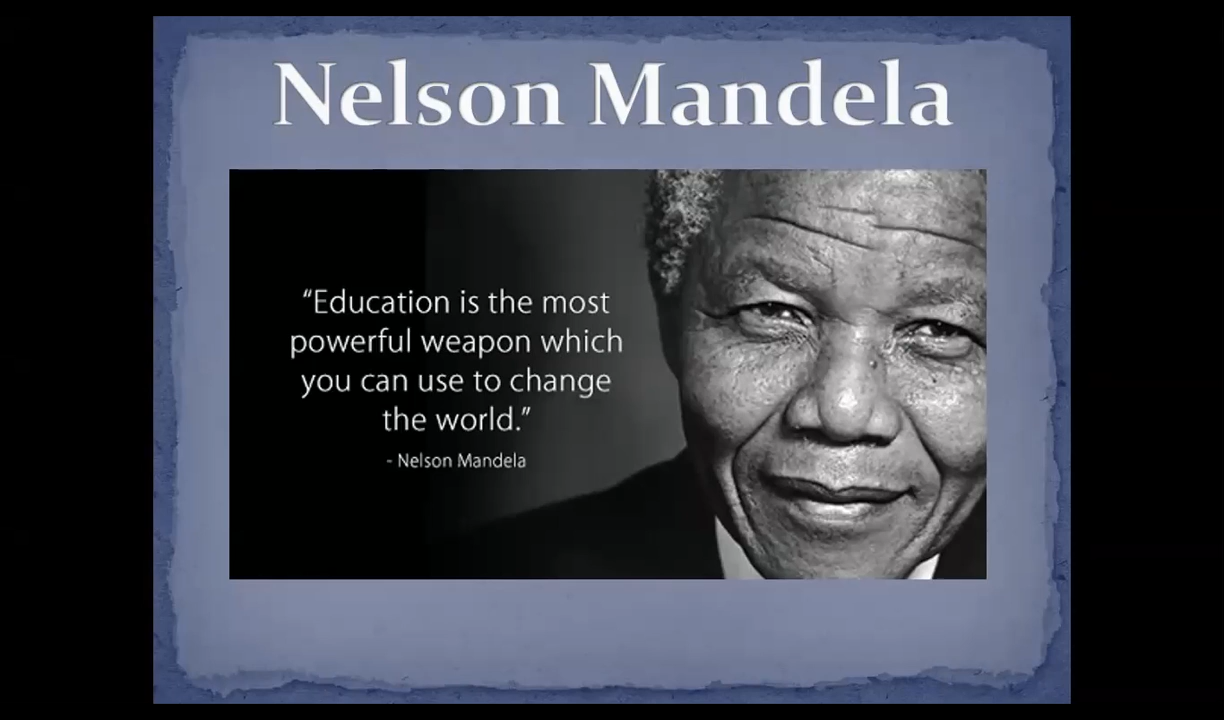 Nelson Mandela
“Education is the most
powerful weapon which
you can use to change
the world.”
- Nelson Mandela